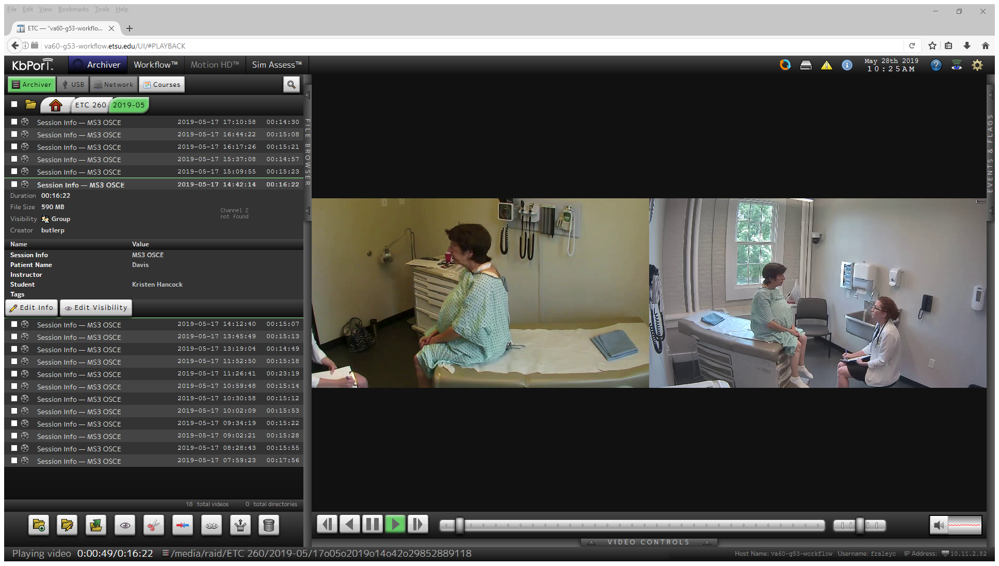 File Edit View Bookmarks Tools Help
ETC — "va60-g53-workflo...
va60-g53-workflow.etsu.edu/UI/#PLAYBACK
KbPorT™ Archiver Workflow™ Motion HD™ Sim Assess™ May 28th 2019
10:25AM
Archiver USB Network Courses
ETC 260 2019-05
Session Info — MS3 OSCE 2019-05-17 17:10:58 00:14:30
Session Info — MS3 OSCE 2019-05-17 16:44:22 00:15:08
Session Info — MS3 OSCE 2019-05-17 16:17:26 00:15:21
Session Info — MS3 OSCE 2019-05-17 15:37:08 00:14:57
Session Info — MS3 OSCE 2019-05-17 15:09:55 00:15:23
Session Info — MS3 OSCE 2019-05-17 14:42:14 00:16:22
Duration 00:16:22
File Size 590 MB
Visibility Group
Creator butlerp
Channel 2
not found
Name Value
Session Info MS3 OSCE
Patient Name Davis
Instructor
Student Kristen Hancock
Tags
Edit Info Edit Visibility
Session Info — MS3 OSCE 2019-05-17 14:12:40 00:15:07
Session Info — MS3 OSCE 2019-05-17 13:45:49 00:15:13
Session Info — MS3 OSCE 2019-05-17 13:19:04 00:14:49
Session Info — MS3 OSCE 2019-05-17 11:52:50 00:15:18
Session Info — MS3 OSCE 2019-05-17 11:26:41 00:23:19
Session Info — MS3 OSCE 2019-05-17 10:59:48 00:15:14
Session Info — MS3 OSCE 2019-05-17 10:30:58 00:15:12
Session Info — MS3 OSCE 2019-05-17 10:02:09 00:15:53
Session Info — MS3 OSCE 2019-05-17 09:34:19 00:15:22
Session Info — MS3 OSCE 2019-05-17 09:02:21 00:15:28
Session Info — MS3 OSCE 2019-05-17 08:28:43 00:15:55
Session Info — MS3 OSCE 2019-05-17 07:59:23 00:17:56
18 total videos 0 total directories
FILE BROWSER
EVENTS & FLAGS
VIDEO CONTROLS
Playing video 0:00:49/0:16:22 /media/raid/ETC 260/2019-05/17o05o2019o14o42o29852889118
Host Name: va60-g53-workflow Username: fraleyc IP Address: 10.11.2.82